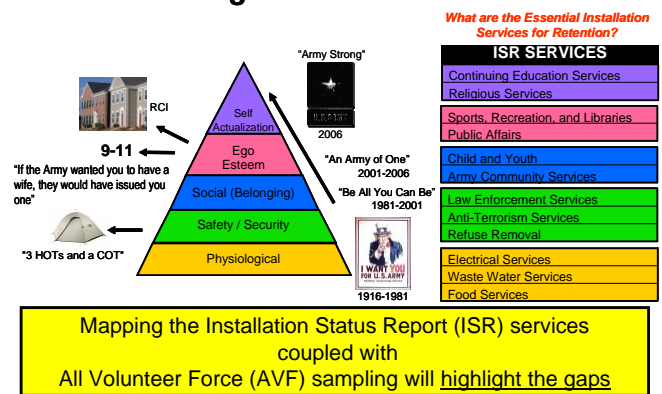 What are the Essential Installation
Services for Retention?
ISR SERVICES
Continuing Education Services
Religious Services
Sports, Recreation, and Libraries
Public Affairs
Child and Youth
Army Community Services
Law Enforcement Services
Anti-Terrorism Services
Refuse Removal
Electrical Services
Waste Water Services
Food Services
"Army Strong"
U.S.ARMY
2006
"An Army of One"
2001-2006
"Be All You Can Be"
1981-2001
I WANT YOU
FOR U.S. ARMY
1916-1981
RCI
9-11
"If the Army wanted you to have a
wife, they would have issued you
one"
"3 HOTs and a COT"
Self
Actualization
Ego
Esteem
Social (Belonging)
Safety / Security
Physiological
Mapping the Installation Status Report (ISR) services
coupled with
All Volunteer Force (AVF) sampling will highlight the gaps